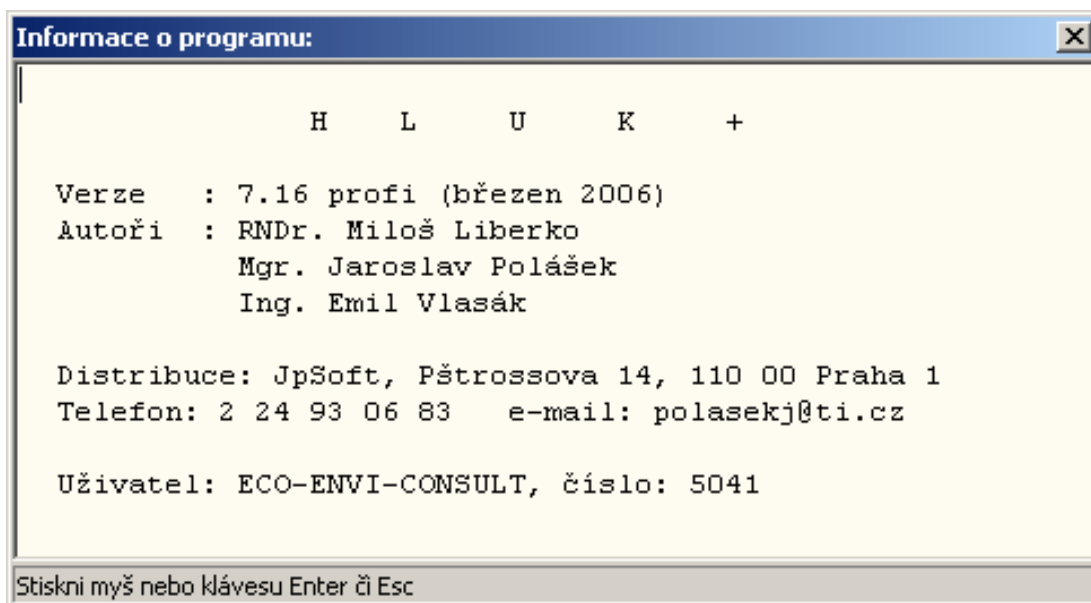 Informace o programu:
H L U K +
Verze : 7.16 profi (březen 2006)
Autoři : RNDr. Miloš Liberko
Mgr. Jaroslav Polášek
Ing. Emil Vlasák
Distribuce: JpSoft, Pštrossova 14, 110 00 Praha 1
Telefon: 2 24 93 06 83 e-mail: polasekj@ti.cz
Uživatel: ECO-ENVI-CONSULT, číslo: 5041
Stiskni myš nebo klávesu Enter či Esc